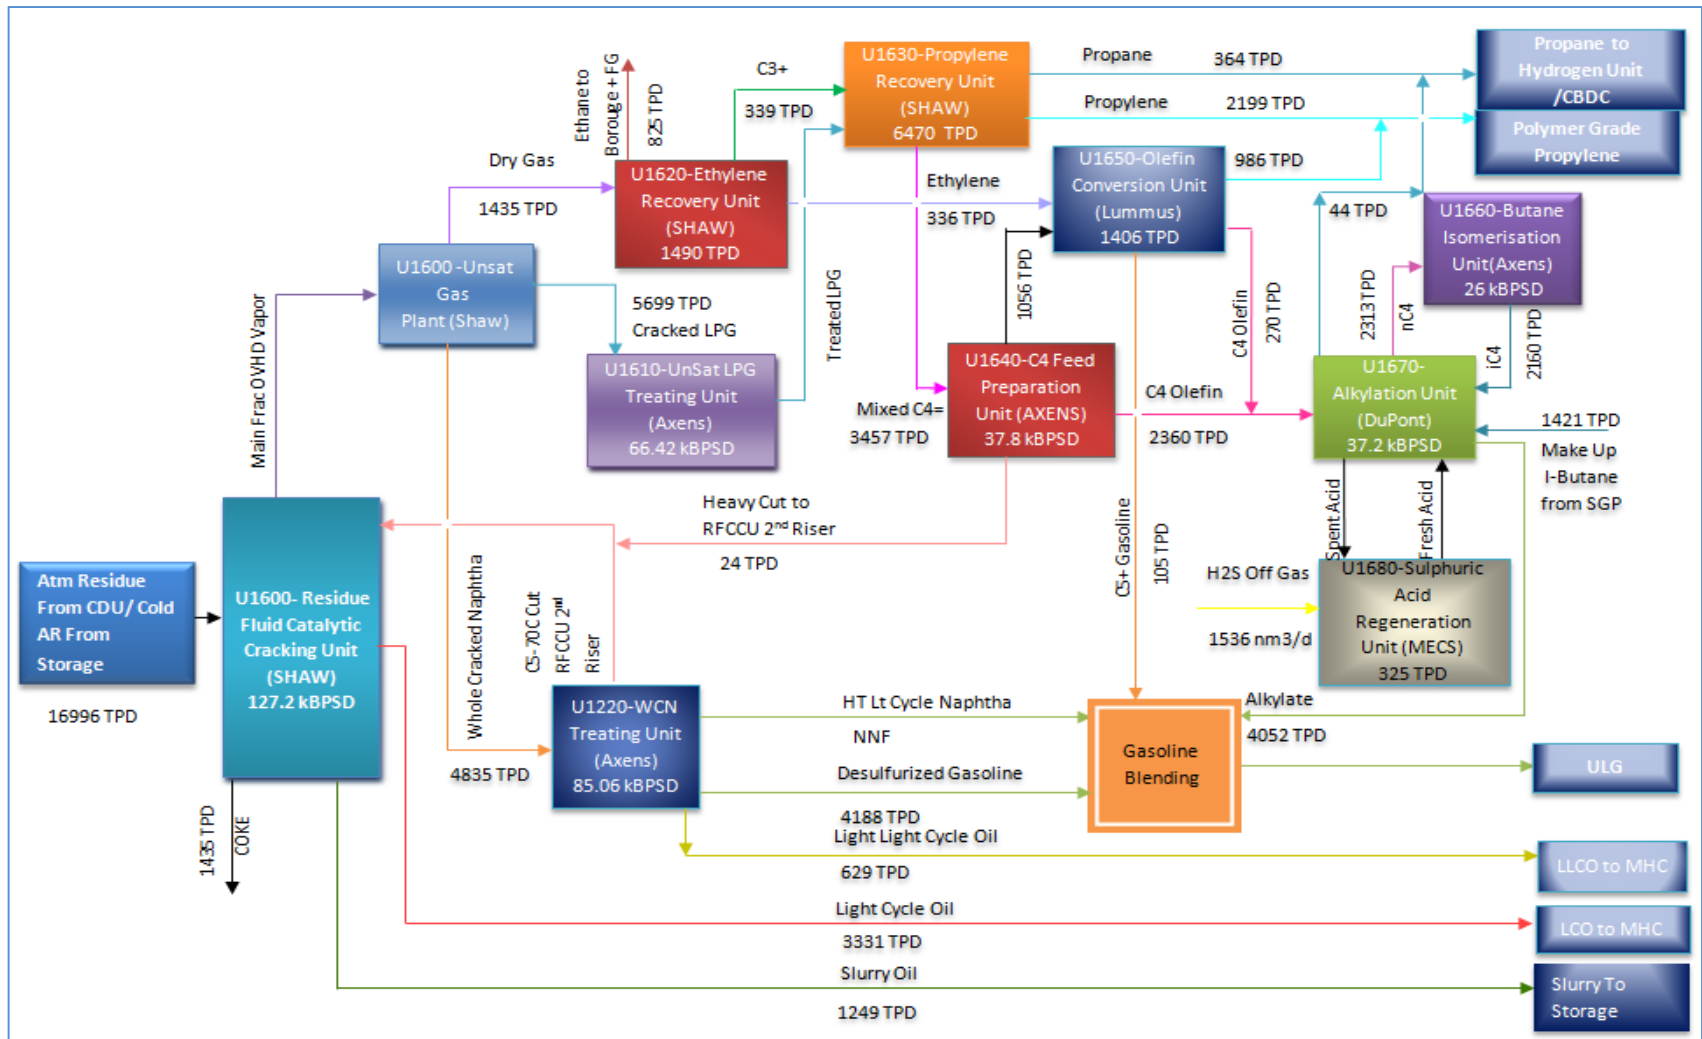 Ethane to
Borouge + FG
825 TPD
C3+
339 TPD
U1630-Propylene
Recovery Unit
(SHAW)
6470 TPD
Propane
364 TPD
Propylene
2199 TPD
Propane to
Hydrogen Unit
/CBDC
Polymer Grade
Propylene
Dry Gas
1435 TPD
U1620-Ethylene
Recovery Unit
(SHAW)
1490 TPD
Ethylene
336 TPD
U1650-Olefin
Conversion Unit
(Lummus)
1406 TPD
986 TPD
44 TPD
U1660-Butane
Isomerisation
Unit(Axens)
26 kBPSD
U1600 -Unsat
Gas
Plant (Shaw)
Main Frac OVHD Vapor
5699 TPD
Cracked LPG
Treated LPG
1056 TPD
C4 Olefin
270 TPD
2313TPD
nC4
iC4
2160 TPD
U1610-UnSat LPG
Treating Unit
(Axens)
66.42 kBPSD
Mixed C4=
3457 TPD
U1640-C4 Feed
Preparation
Unit (AXENS)
37.8 kBPSD
C4 Olefin
2360 TPD
U1670-
Alkylation Unit
(DuPont)
37.2 kBPSD
1421 TPD
Make Up
I-Butane
from SGP
Heavy Cut to
RFCCU 2nd Riser
24 TPD
C5+ Gasoline
105 TPD
Spent Acid
Fresh Acid
H2S Off Gas
1536 nm3/d
U1680-Sulphuric
Acid
Regeneration
Unit (MECS)
325 TPD
Atm Residue
From CDU/ Cold
AR From
Storage
16996 TPD
U1600- Residue
Fluid Catalytic
Cracking Unit
(SHAW)
127.2 kBPSD
Whole Cracked Naphtha
4835 TPD
C5-70C Cut
RFCCU 2nd
Riser
U1220-WCN
Treating Unit
(Axens)
85.06 kBPSD
HT Lt Cycle Naphtha
NNF
Desulfurized Gasoline
4188 TPD
Gasoline
Blending
Alkylate
4052 TPD
ULG
1435 TPD
COKE
Light Light Cycle Oil
629 TPD
LLCO to MHC
Light Cycle Oil
3331 TPD
LCO to MHC
Slurry Oil
1249 TPD
Slurry To
Storage